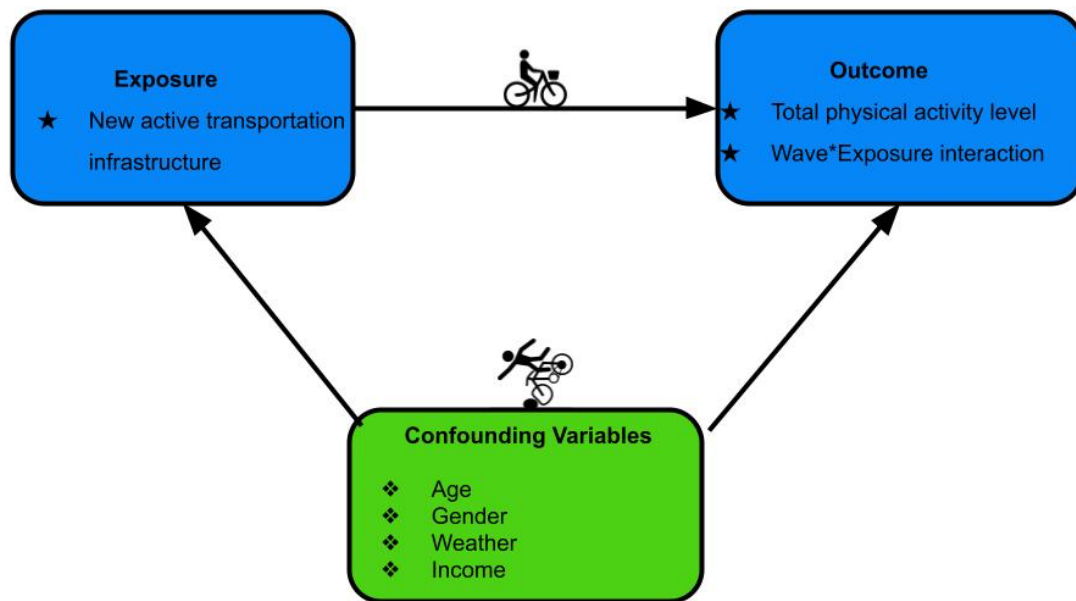 Exposure
★ New active transportation
infrastructure
Outcome
★ Total physical activity level
★ Wave*Exposure interaction
Confounding Variables
❖ Age
❖ Gender
❖ Weather
❖ Income